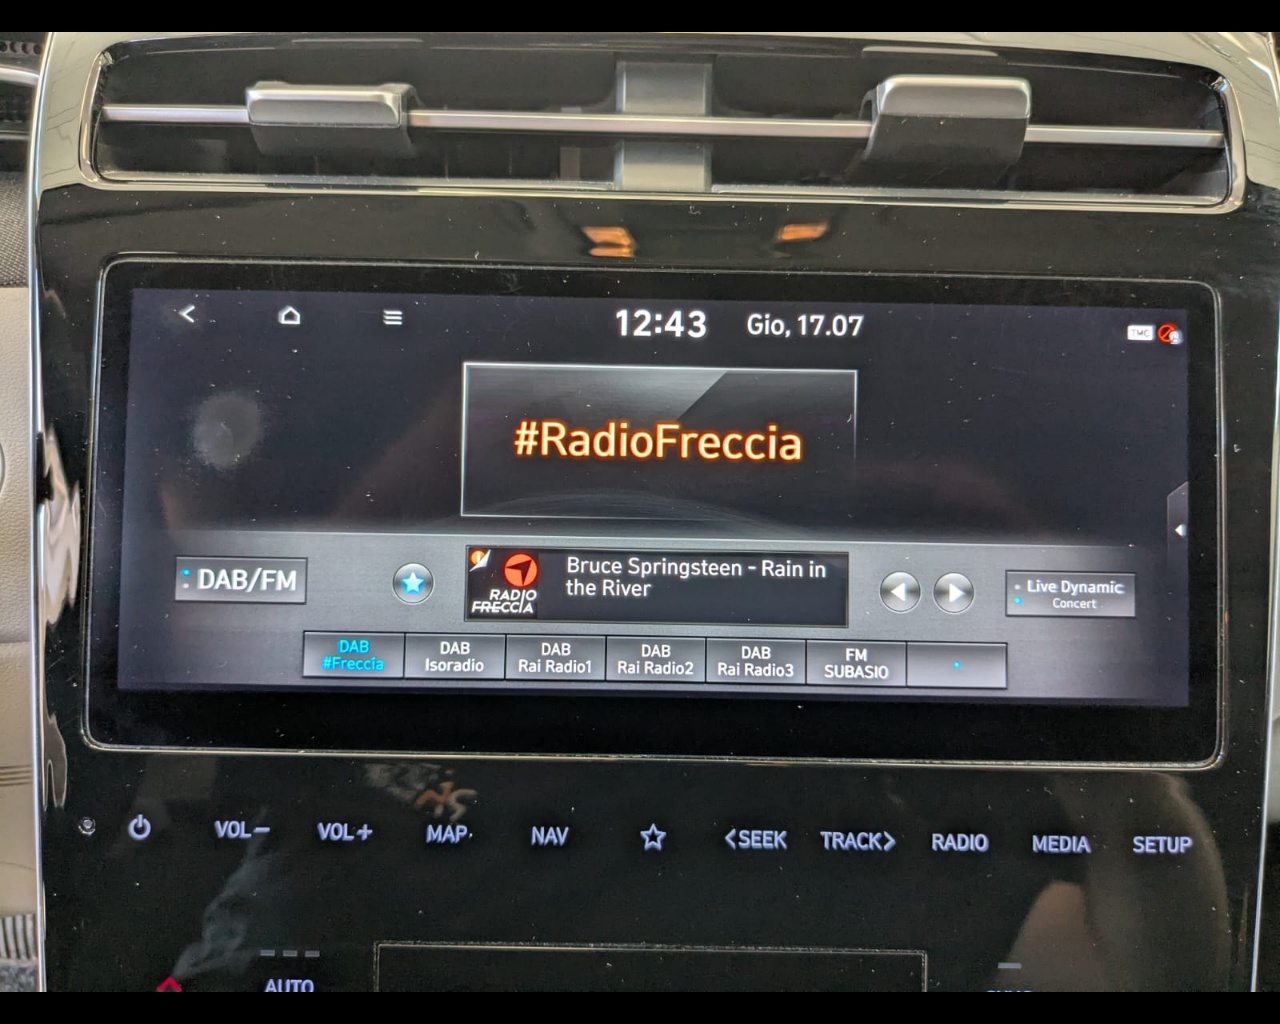 12:43 Gio, 17.07
TMC
#RadioFreccia
DAB/FM
RADIO
FRECCIA
Bruce Springsteen - Rain in
the River
Live Dynamic
Concert
DAB
#Freccia
DAB
Isoradio
DAB
Rai Radio1
DAB
Rai Radio2
DAB
Rai Radio3
FM
SUBASIO
VOL− VOL+ MAP NAV <SEEK TRACK> RADIO MEDIA SETUP
AUTO